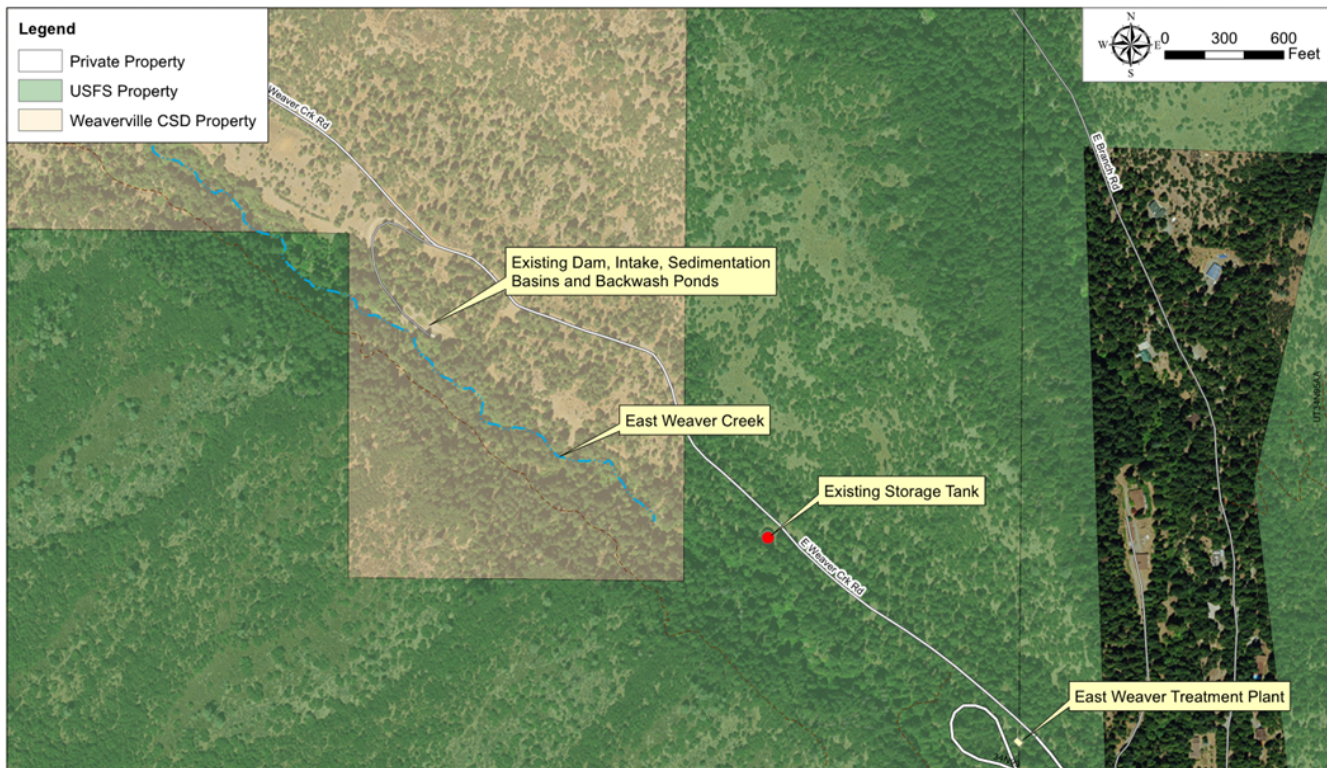 Legend
Private Property
USFS Property
Weaverville CSD Property
N
W E
S
0 300 600
Feet
Weaver Crk Rd
E Branch Rd
Existing Dam, Intake, Sedimentation
Basins and Backwash Ponds
East Weaver Creek
Existing Storage Tank
E Weaver Crk Rd
East Weaver Treatment Plant